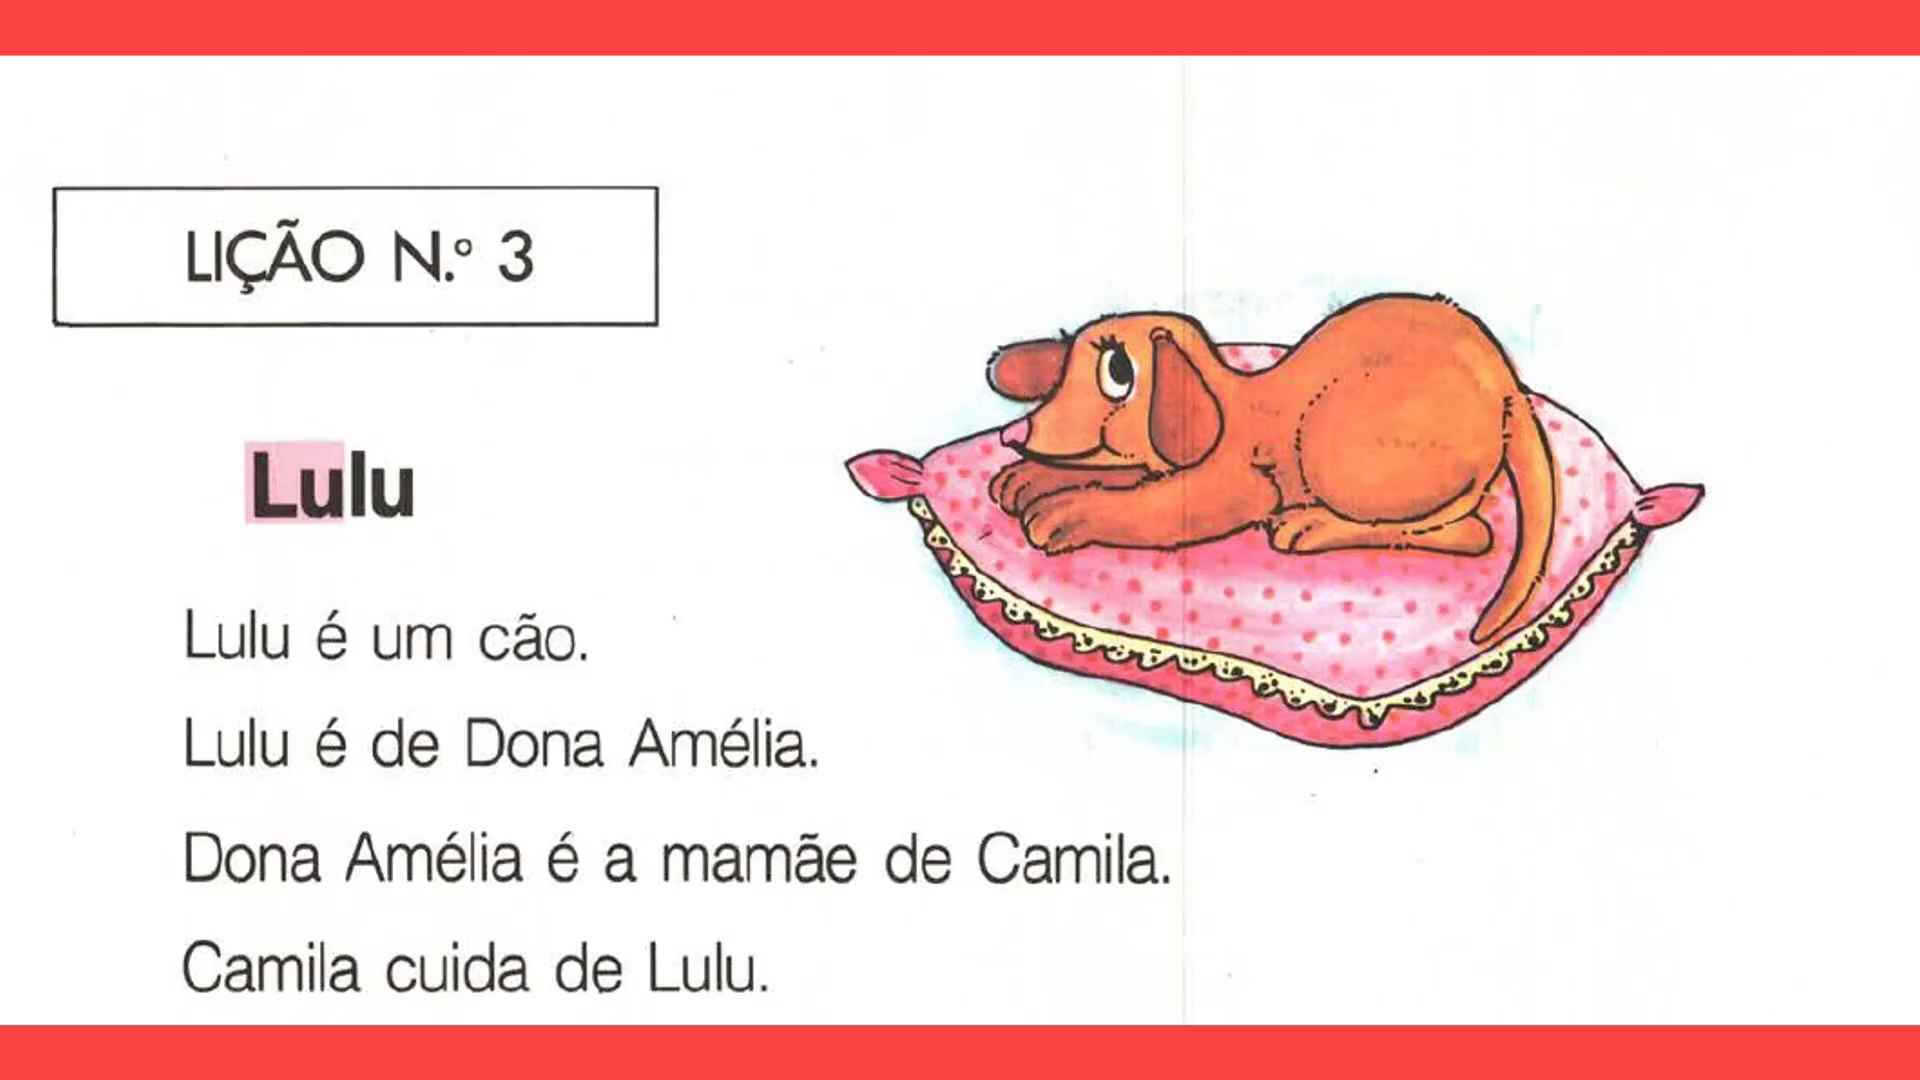 LIÇÃO N.º 3
Lulu
Lulu é um cão.
Lulu é de Dona Amélia.
Dona Amélia é a mamãe de Camila.
Camila cuida de Lulu.